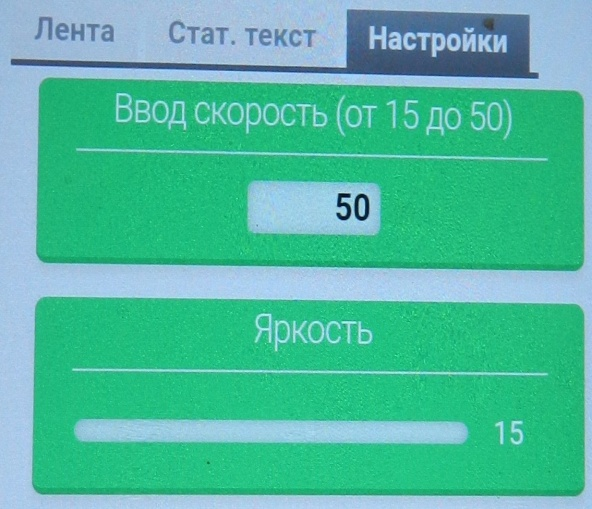 Лента Стат. текст Настройки
Ввод скорость (от 15 до 50)
50
Яркость
15